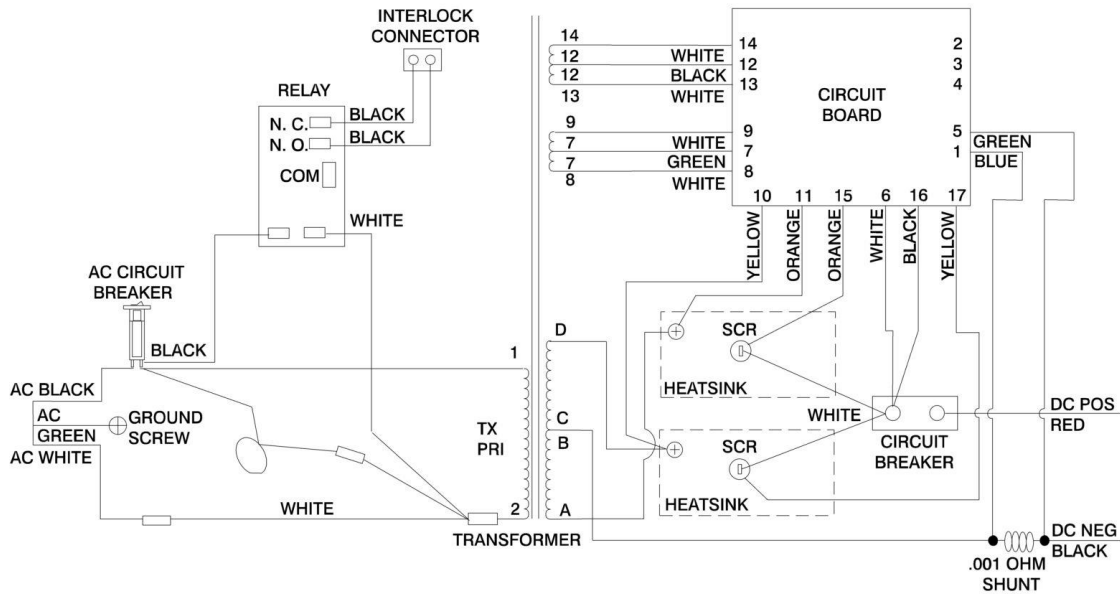 INTERLOCK
CONNECTOR
RELAY
N. C.
BLACK
N. O.
BLACK
COM
WHITE
AC CIRCUIT
BREAKER
BLACK
AC BLACK
AC
GREEN
AC WHITE
GROUND
SCREW
WHITE
1
TX
PRI
2
TRANSFORMER
14
12
12
13
WHITE
BLACK
WHITE
9
7
7
8
WHITE
GREEN
WHITE
14
12
13
9
7
8
CIRCUIT
BOARD
2
3
4
5
1
GREEN
BLUE
10
11
15
6
16
17
YELLOW
ORANGE
ORANGE
WHITE
BLACK
YELLOW
D
C
B
A
SCR
HEATSINK
SCR
HEATSINK
WHITE
CIRCUIT
BREAKER
DC POS
RED
DC NEG
BLACK
.001 OHM
SHUNT